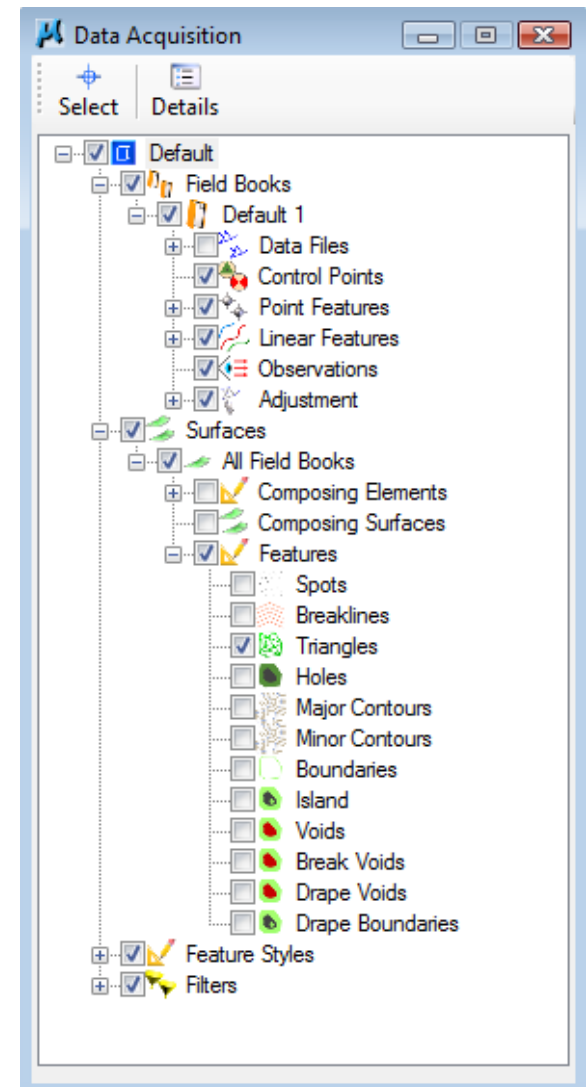 Data Acquisition
Select Details
Default
Field Books
Default 1
Data Files
Control Points
Point Features
Linear Features
Observations
Adjustment
Surfaces
All Field Books
Composing Elements
Composing Surfaces
Features
Spots
Breaklines
Triangles
Holes
Major Contours
Minor Contours
Boundaries
Island
Voids
Break Voids
Drape Voids
Drape Boundaries
Feature Styles
Filters